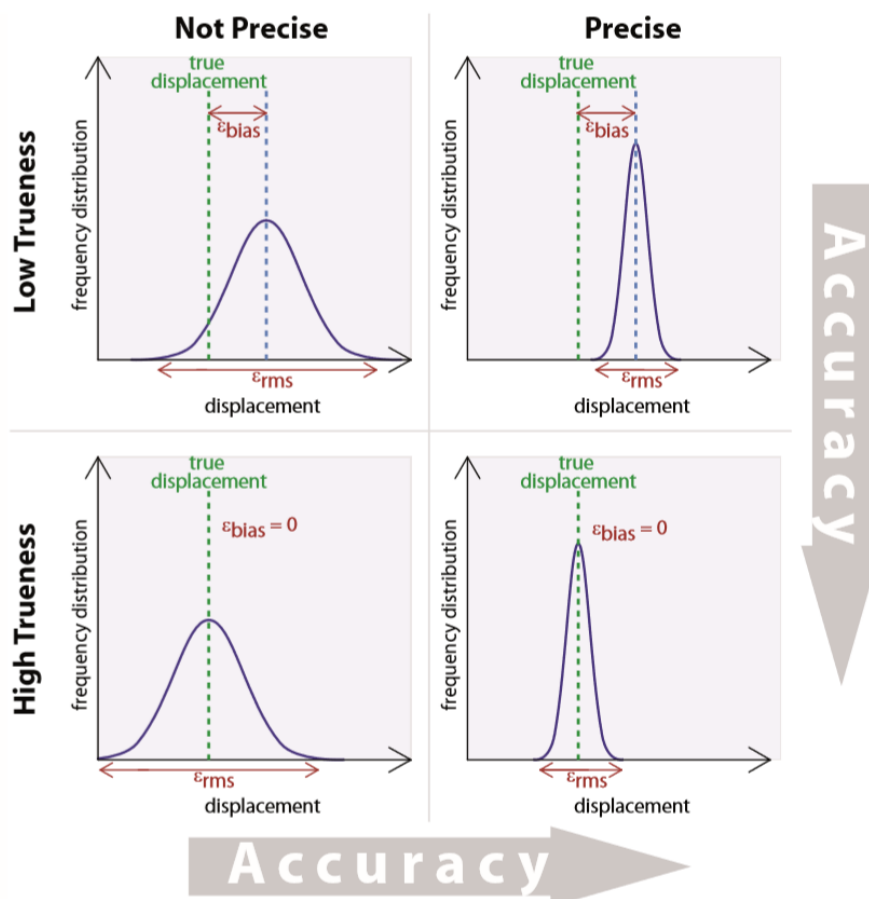 Not Precise
Precise
Low Trueness
true
displacement
εbias
frequency distribution
εrms
displacement
true
displacement
εbias
frequency distribution
εrms
displacement
Accuracy
High Trueness
true
displacement
εbias = 0
frequency distribution
εrms
displacement
true
displacement
εbias = 0
frequency distribution
εrms
displacement
Accuracy